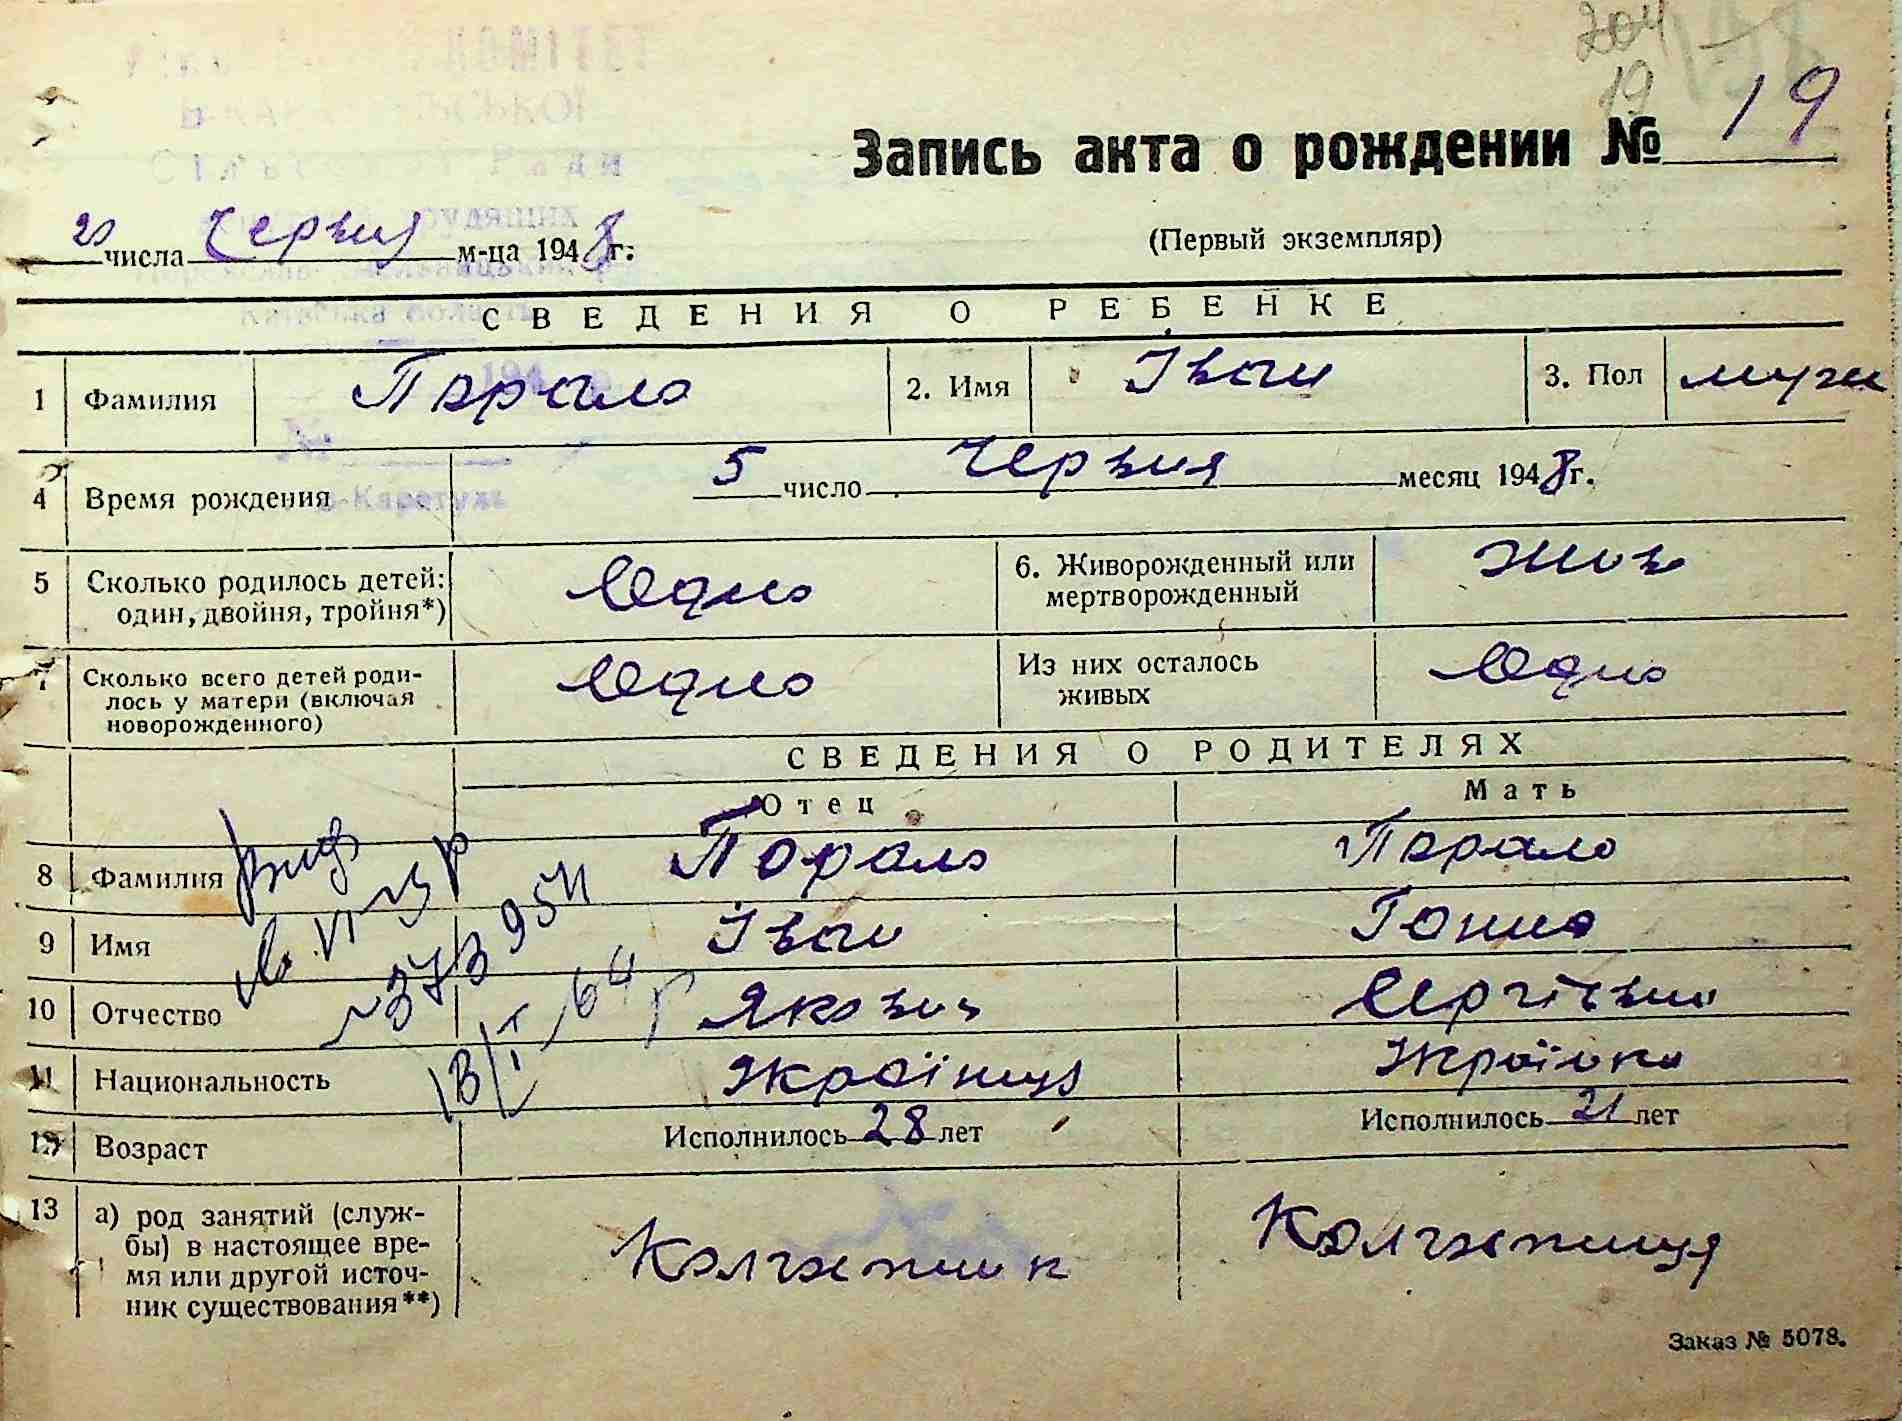 204
19
Запись акта о рождении № 19
20 числа Червня м-ца 1948 г:
(Первый экземпляр)
СВЕДЕНИЯ О РЕБЕНКЕ
1 Фамилия Порало 2. Имя Іван 3. Пол муж
4 Время рождения 5 число Червня месяц 1948 г.
5 Сколько родилось детей: один, двойня, тройня*) Одно 6. Живорожденный или мертворожденный Жив
7 Сколько всего детей родилось у матери (включая новорожденного) Одно Из них осталось живых Одно
СВЕДЕНИЯ О РОДИТЕЛЯХ
Отец Мать
8 Фамилия Порало Порало
9 Имя Іван Ганна
10 Отчество Якович Сергієвна
11 Национальность Українець Українка
12 Возраст Исполнилось 28 лет Исполнилось 21 лет
13 а) род занятий (службы) в настоящее время или другой источник существования**) Колгоспник Колгоспниця
Заказ № 5078.